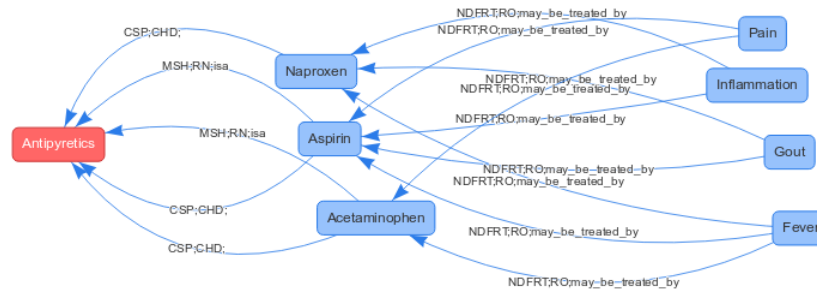 CSP;CHD;
NDFRT;RO;may_be_treated_by
NDFRT;RO;may_be_treated_by
Pain
MSH;RN;isa
Naproxen
NDFRT;RO;may_be_treated_by
NDFRT;RO;may_be_treated_by
Inflammation
NDFRT;RO;may_be_treated_by
MSH;RN;isa
Aspirin
Antipyretics
Gout
NDFRT;RO;may_be_treated_by
NDFRT;RO;may_be_treated_by
CSP;CHD;
Acetaminophen
NDFRT;RO;may_be_treated_by
Fever
CSP;CHD;
NDFRT;RO;may_be_treated_by